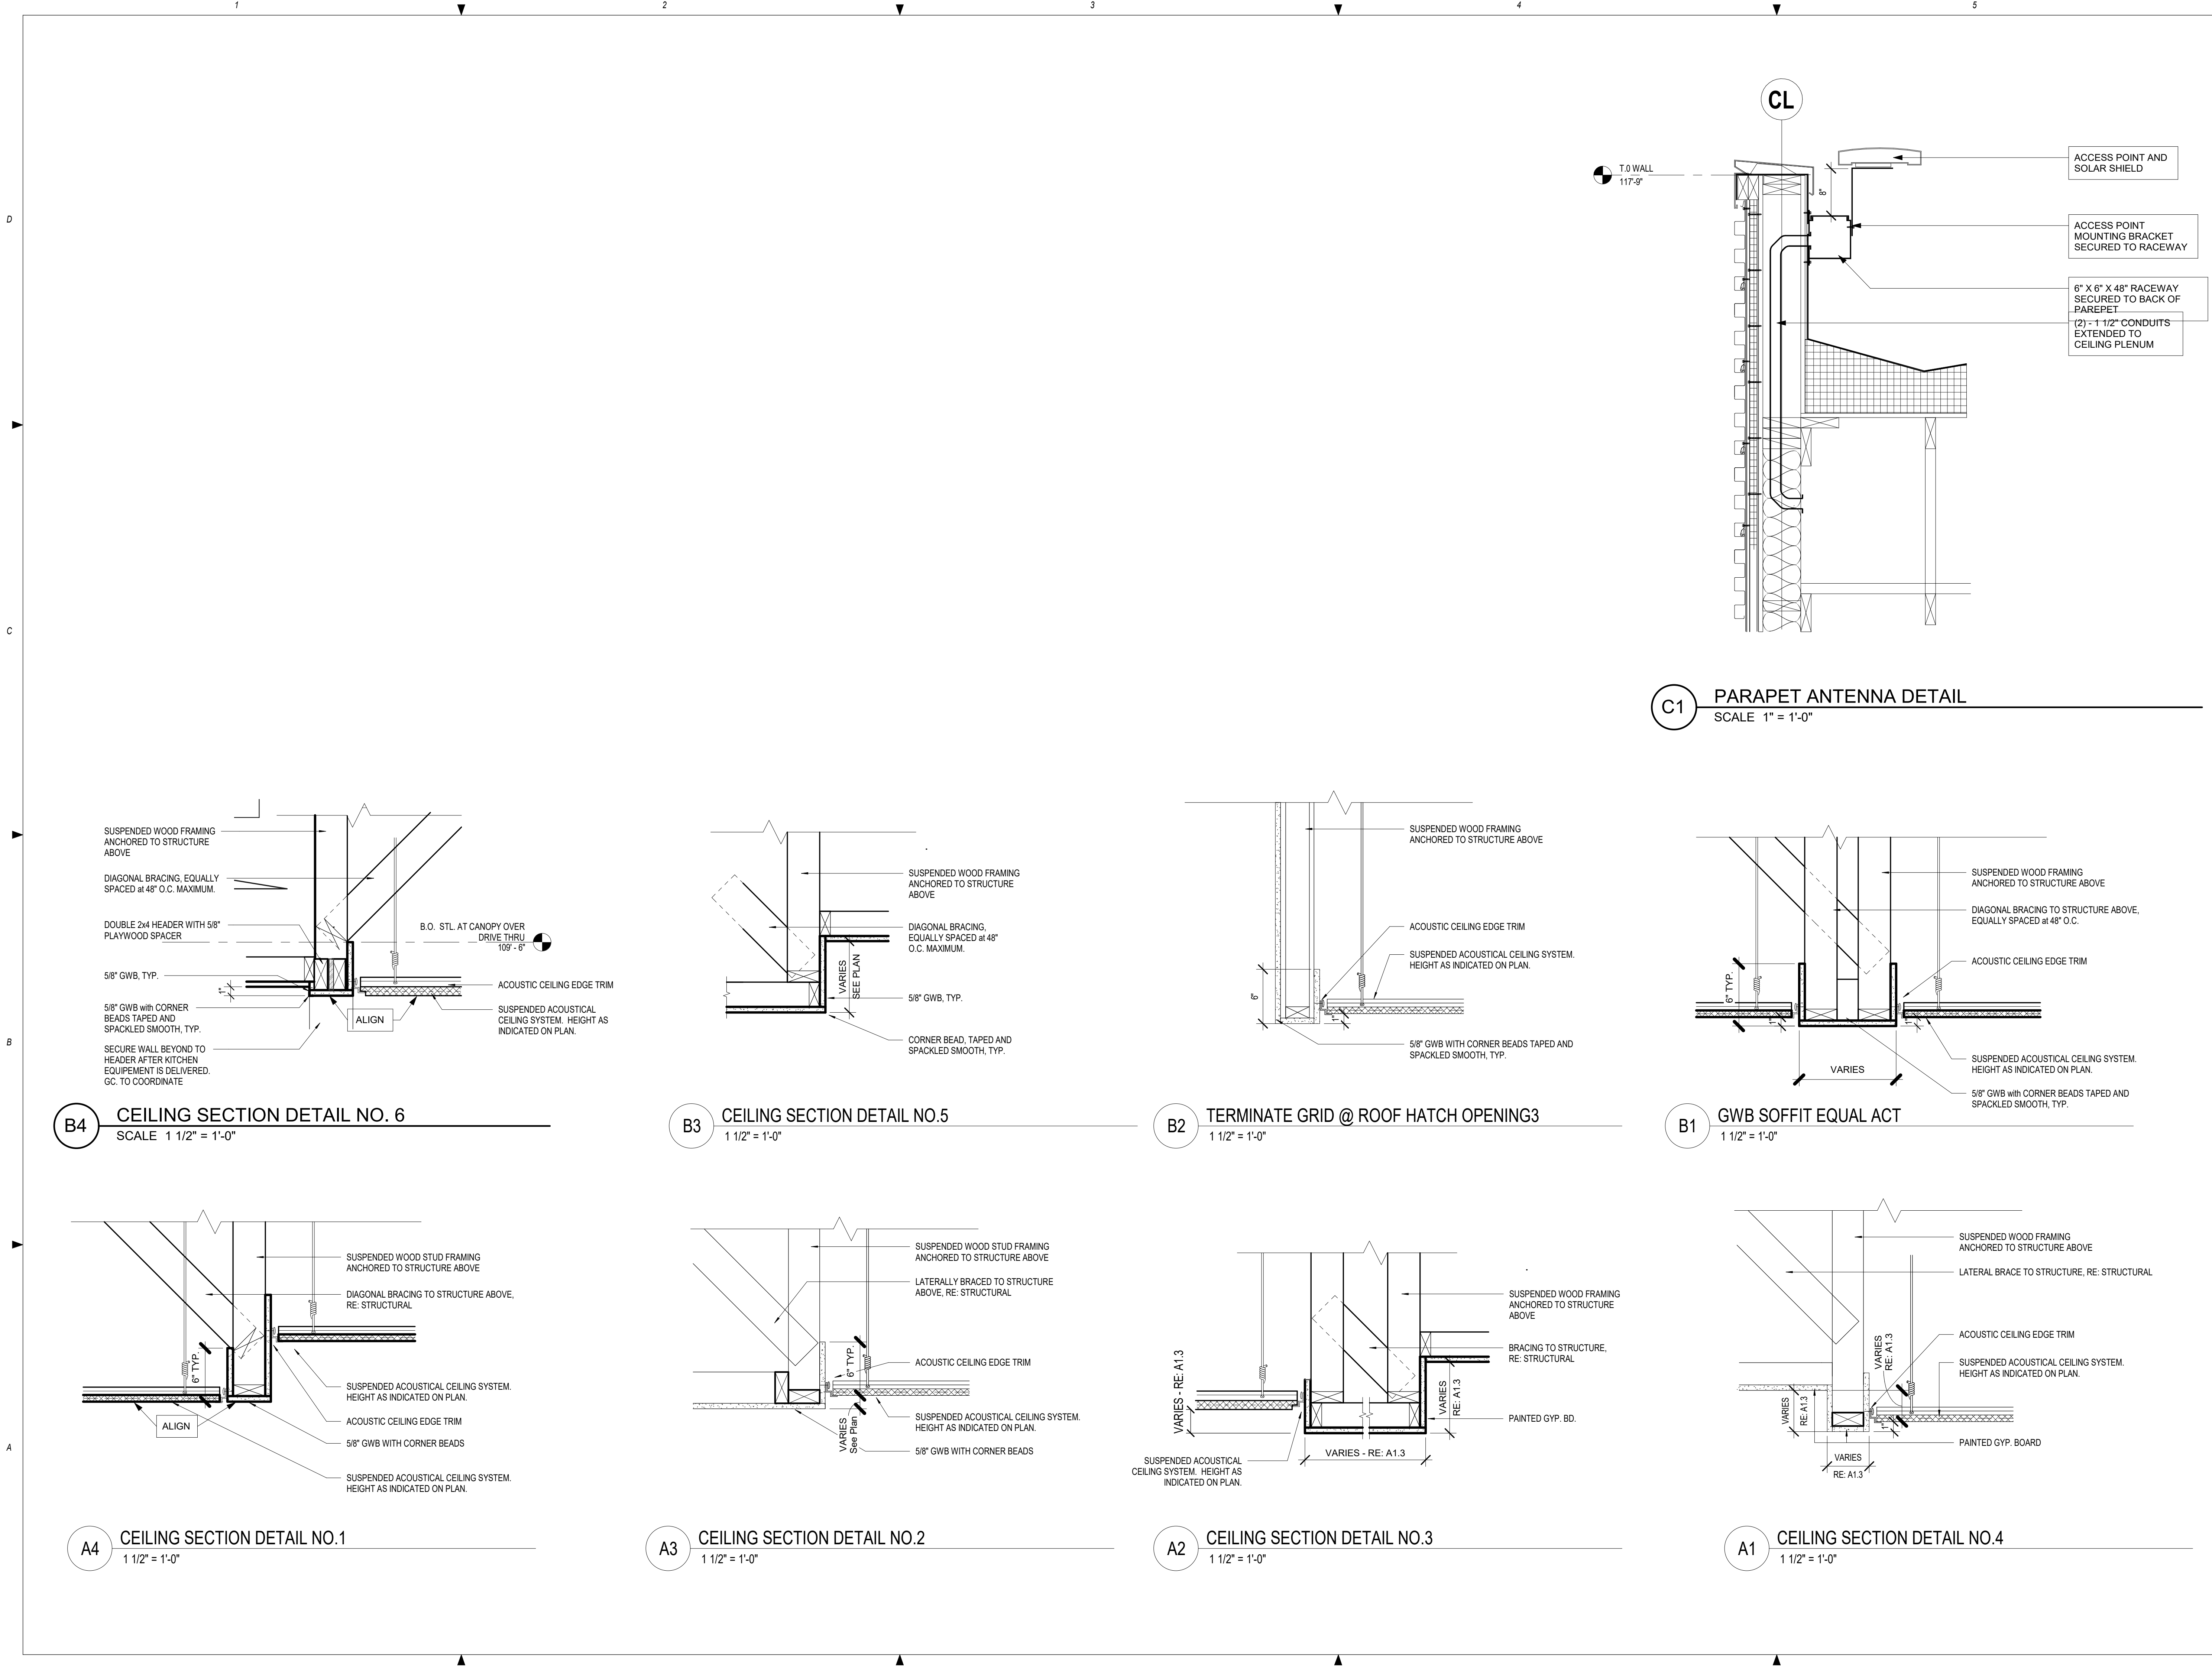 1
2
3
4
5
D
C
B
A
CL
T.0 WALL
117'-9"
8"
ACCESS POINT AND
SOLAR SHIELD
ACCESS POINT
MOUNTING BRACKET
SECURED TO RACEWAY
6" X 6" X 48" RACEWAY
SECURED TO BACK OF
PAREPET
(2) - 1 1/2" CONDUITS
EXTENDED TO
CEILING PLENUM
C1
PARAPET ANTENNA DETAIL
SCALE 1" = 1'-0"
SUSPENDED WOOD FRAMING
ANCHORED TO STRUCTURE
ABOVE
DIAGONAL BRACING, EQUALLY
SPACED at 48" O.C. MAXIMUM.
DOUBLE 2x4 HEADER WITH 5/8"
PLAYWOOD SPACER
5/8" GWB, TYP.
1"
5/8" GWB with CORNER
BEADS TAPED AND
SPACKLED SMOOTH, TYP.
SECURE WALL BEYOND TO
HEADER AFTER KITCHEN
EQUIPEMENT IS DELIVERED.
GC. TO COORDINATE
ALIGN
B.O. STL. AT CANOPY OVER
DRIVE THRU
109' - 6"
ACOUSTIC CEILING EDGE TRIM
SUSPENDED ACOUSTICAL
CEILING SYSTEM. HEIGHT AS
INDICATED ON PLAN.
B4
CEILING SECTION DETAIL NO. 6
SCALE 1 1/2" = 1'-0"
SUSPENDED WOOD FRAMING
ANCHORED TO STRUCTURE
ABOVE
DIAGONAL BRACING,
EQUALLY SPACED at 48"
O.C. MAXIMUM.
VARIES
SEE PLAN
5/8" GWB, TYP.
CORNER BEAD, TAPED AND
SPACKLED SMOOTH, TYP.
B3
CEILING SECTION DETAIL NO.5
1 1/2" = 1'-0"
SUSPENDED WOOD FRAMING
ANCHORED TO STRUCTURE ABOVE
ACOUSTIC CEILING EDGE TRIM
SUSPENDED ACOUSTICAL CEILING SYSTEM.
HEIGHT AS INDICATED ON PLAN.
6"
1"
5/8" GWB WITH CORNER BEADS TAPED AND
SPACKLED SMOOTH, TYP.
B2
TERMINATE GRID @ ROOF HATCH OPENING3
1 1/2" = 1'-0"
SUSPENDED WOOD FRAMING
ANCHORED TO STRUCTURE ABOVE
DIAGONAL BRACING TO STRUCTURE ABOVE,
EQUALLY SPACED at 48" O.C.
ACOUSTIC CEILING EDGE TRIM
6" TYP.
1"
1"
VARIES
SUSPENDED ACOUSTICAL CEILING SYSTEM.
HEIGHT AS INDICATED ON PLAN.
5/8" GWB with CORNER BEADS TAPED AND
SPACKLED SMOOTH, TYP.
B1
GWB SOFFIT EQUAL ACT
1 1/2" = 1'-0"
SUSPENDED WOOD STUD FRAMING
ANCHORED TO STRUCTURE ABOVE
DIAGONAL BRACING TO STRUCTURE ABOVE,
RE: STRUCTURAL
6" TYP.
ALIGN
SUSPENDED ACOUSTICAL CEILING SYSTEM.
HEIGHT AS INDICATED ON PLAN.
ACOUSTIC CEILING EDGE TRIM
5/8" GWB WITH CORNER BEADS
SUSPENDED ACOUSTICAL CEILING SYSTEM.
HEIGHT AS INDICATED ON PLAN.
A4
CEILING SECTION DETAIL NO.1
1 1/2" = 1'-0"
SUSPENDED WOOD STUD FRAMING
ANCHORED TO STRUCTURE ABOVE
LATERALLY BRACED TO STRUCTURE
ABOVE, RE: STRUCTURAL
6" TYP.
ACOUSTIC CEILING EDGE TRIM
VARIES
See Plan
SUSPENDED ACOUSTICAL CEILING SYSTEM.
HEIGHT AS INDICATED ON PLAN.
5/8" GWB WITH CORNER BEADS
A3
CEILING SECTION DETAIL NO.2
1 1/2" = 1'-0"
SUSPENDED WOOD FRAMING
ANCHORED TO STRUCTURE
ABOVE
BRACING TO STRUCTURE,
RE: STRUCTURAL
VARIES - RE: A1.3
VARIES
RE: A1.3
PAINTED GYP. BD.
VARIES - RE: A1.3
SUSPENDED ACOUSTICAL
CEILING SYSTEM. HEIGHT AS
INDICATED ON PLAN.
A2
CEILING SECTION DETAIL NO.3
1 1/2" = 1'-0"
SUSPENDED WOOD FRAMING
ANCHORED TO STRUCTURE ABOVE
LATERAL BRACE TO STRUCTURE, RE: STRUCTURAL
VARIES
RE: A1.3
ACOUSTIC CEILING EDGE TRIM
SUSPENDED ACOUSTICAL CEILING SYSTEM.
HEIGHT AS INDICATED ON PLAN.
VARIES
RE: A1.3
1"
PAINTED GYP. BOARD
VARIES
RE: A1.3
A1
CEILING SECTION DETAIL NO.4
1 1/2" = 1'-0"